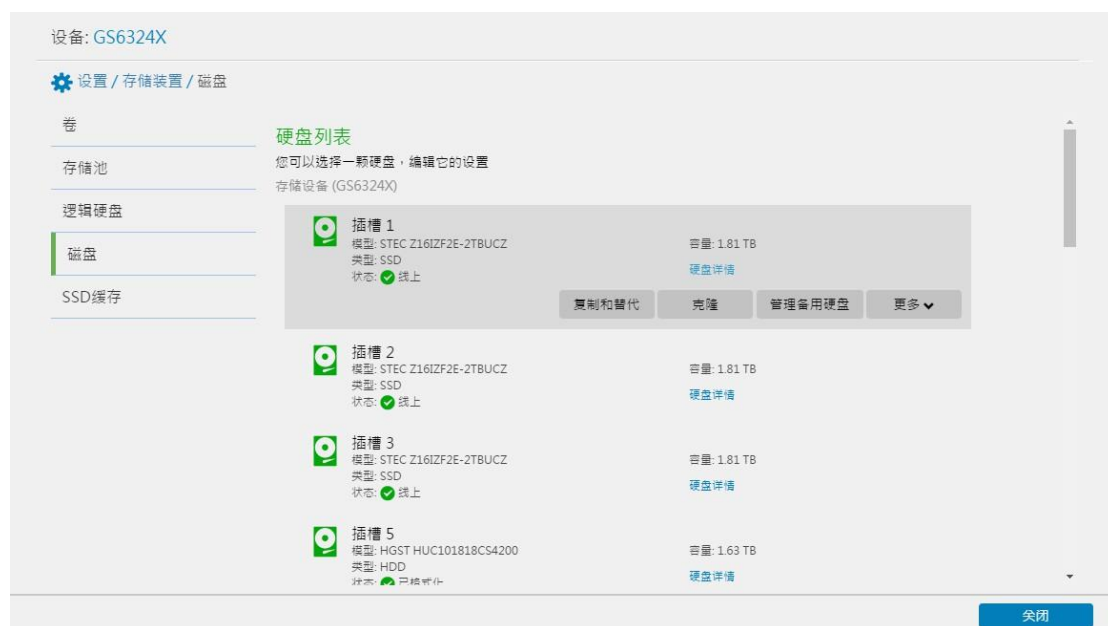 设备: GS6324X
设置 / 存储装置 / 磁盘
卷
存储池
逻辑硬盘
磁盘
SSD缓存
硬盘列表
您可以选择一颗硬盘，编辑它的设置
存储设备 (GS6324X)
插槽 1
模型: STEC Z16IZF2E-2TBUCZ
类型: SSD
状态: 线上
容量: 1.81 TB
硬盘详情
复制和替代
克隆
管理备用硬盘
更多
插槽 2
模型: STEC Z16IZF2E-2TBUCZ
类型: SSD
状态: 线上
容量: 1.81 TB
硬盘详情
插槽 3
模型: STEC Z16IZF2E-2TBUCZ
类型: SSD
状态: 线上
容量: 1.81 TB
硬盘详情
插槽 5
模型: HGST HUC101818CS4200
类型: HDD
状态: 已格式化
容量: 1.63 TB
硬盘详情
关闭